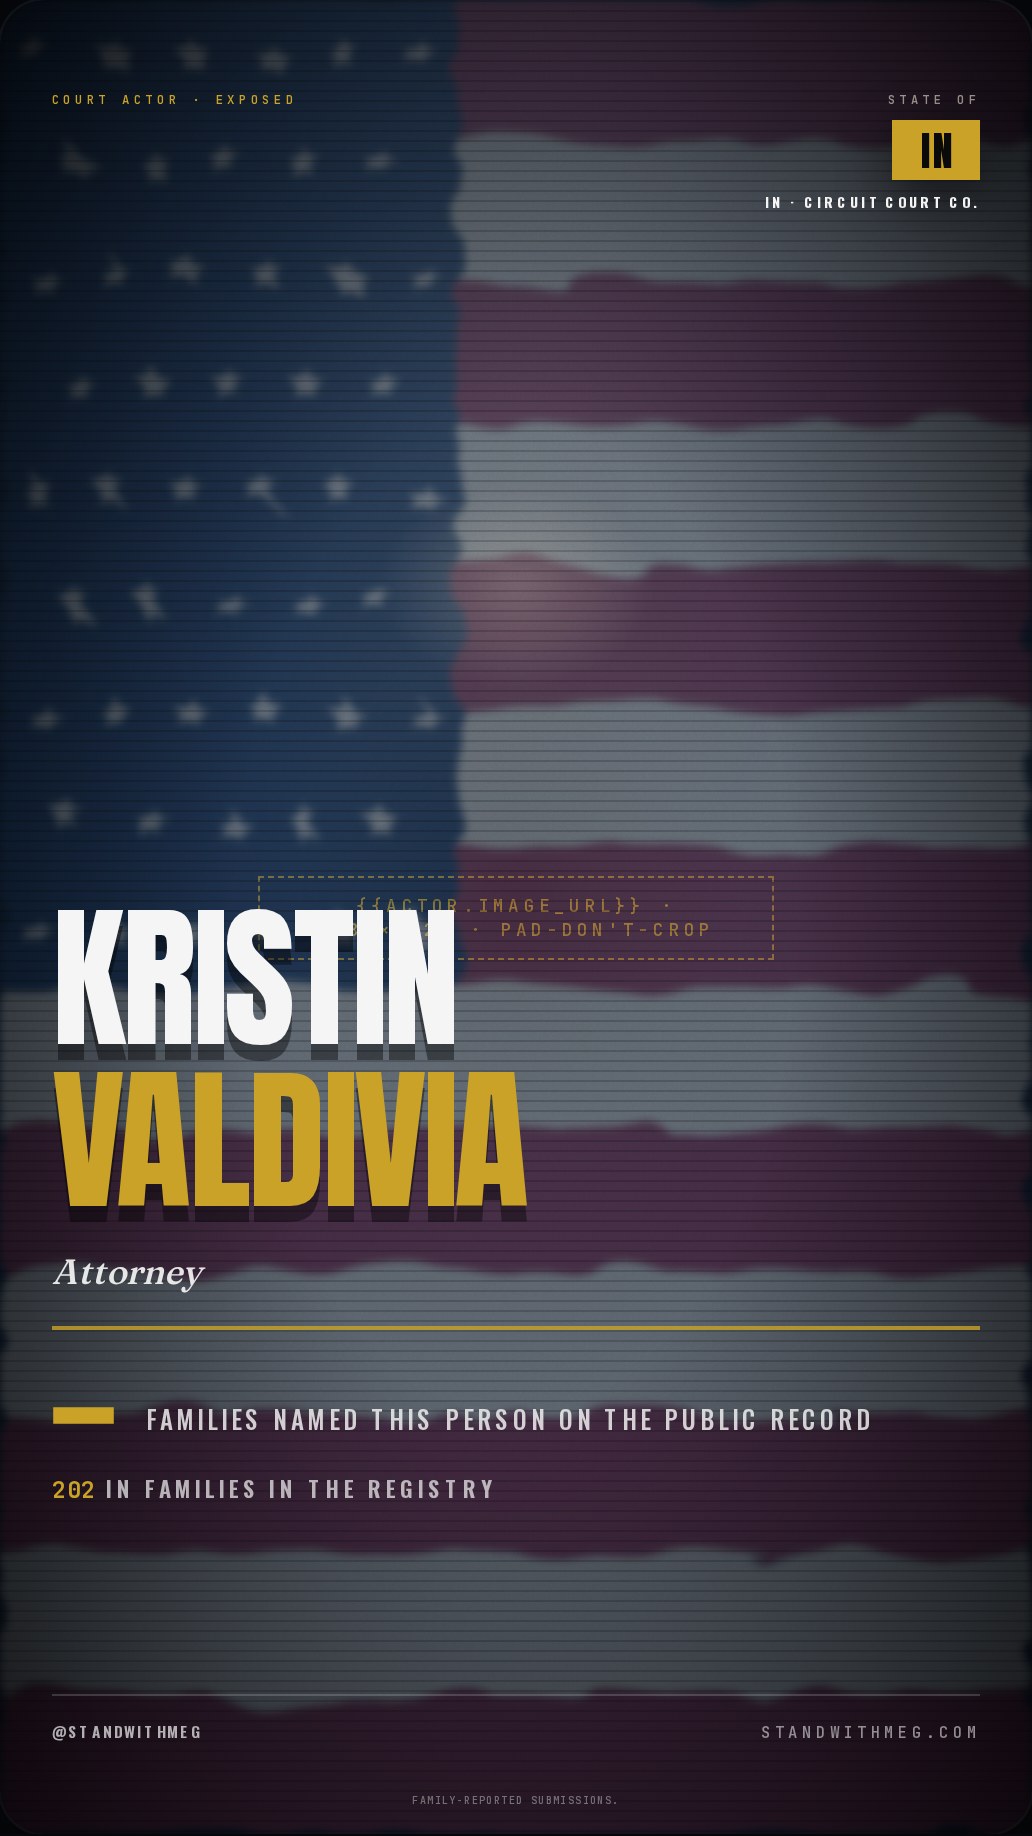 COURT ACTOR · EXPOSED
STATE OF
IN
IN · CIRCUIT COURT CO.
{{ACTOR.IMAGE_URL}} ·
· PAD-DON'T-CROP
KRISTIN
VALDIVIA
Attorney
FAMILIES NAMED THIS PERSON ON THE PUBLIC RECORD
202 IN FAMILIES IN THE REGISTRY
@STANDWITHMEG
STANDWITHMEG.COM
FAMILY-REPORTED SUBMISSIONS.